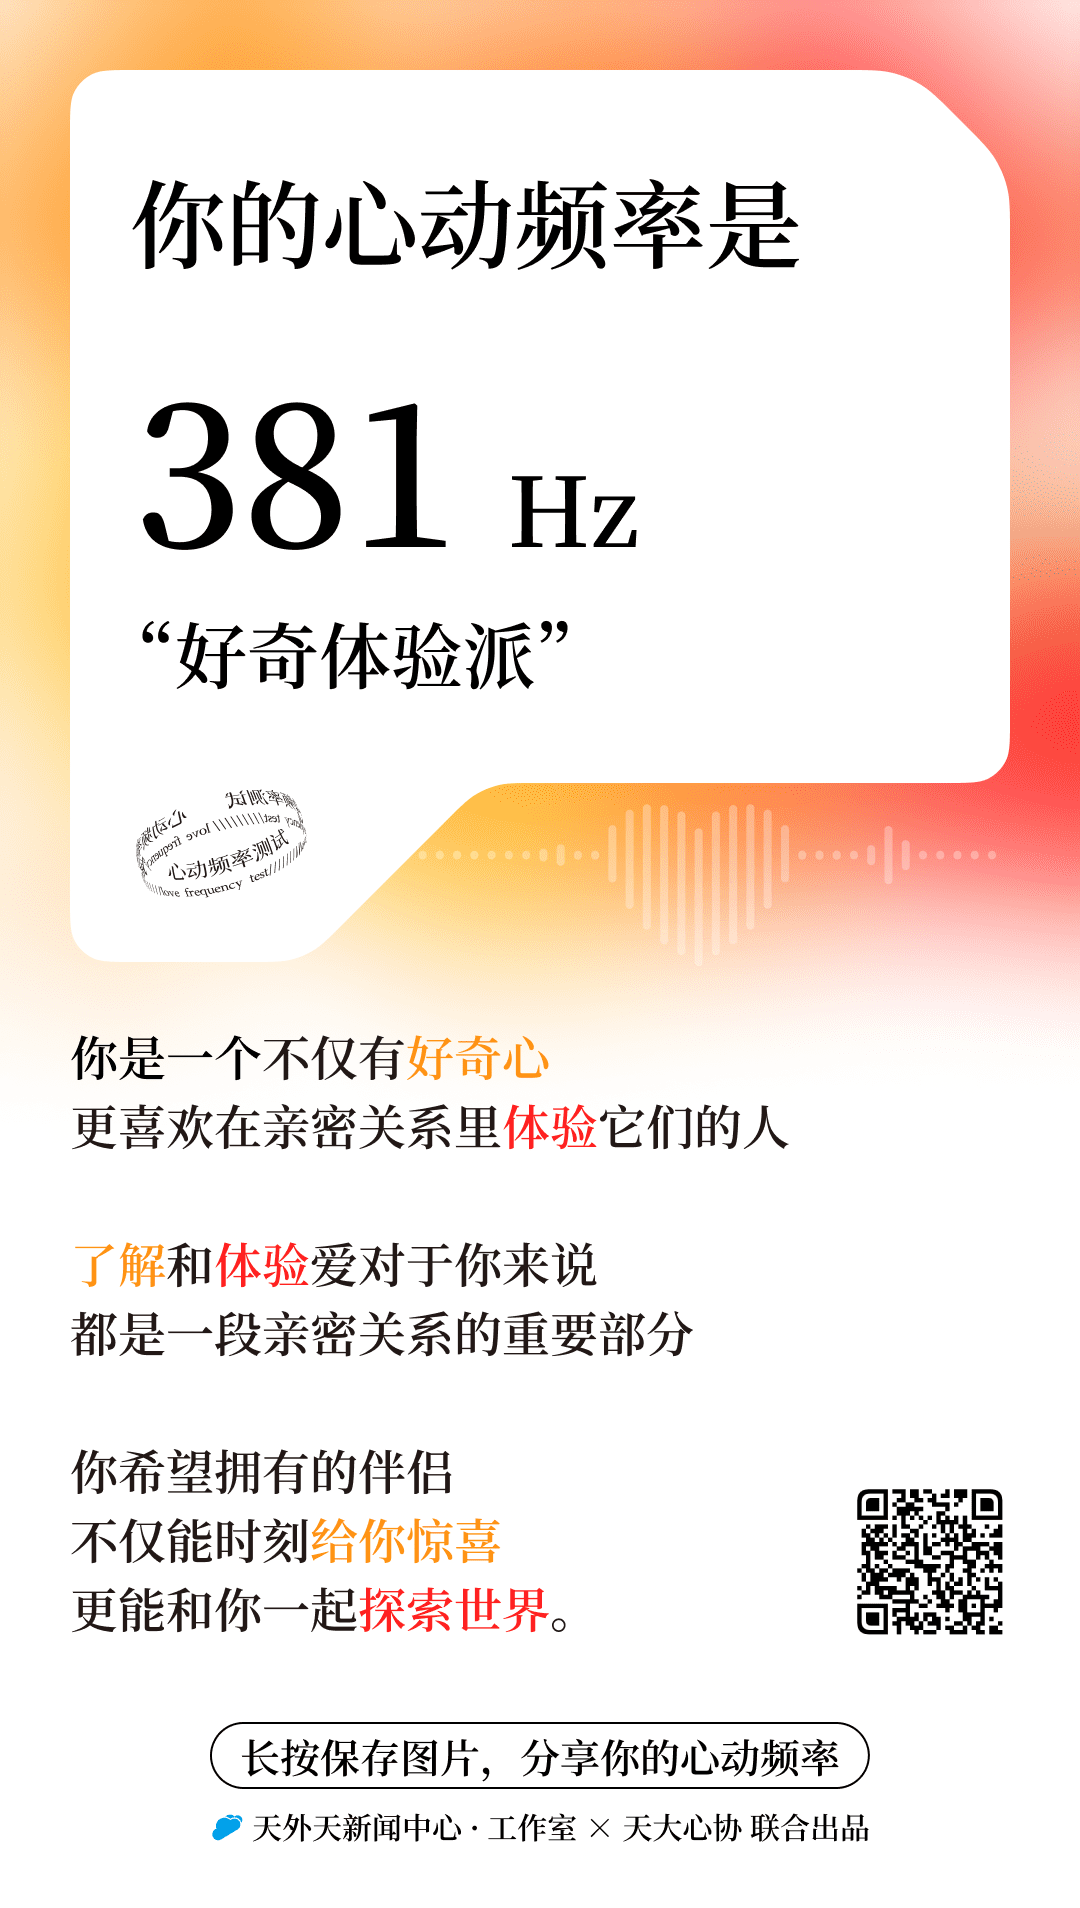 你的心动频率是
381 Hz
“好奇体验派”
心动频率测试
love frequency test
心动频率测试
love frequency test
你是一个不仅有好奇心
更喜欢在亲密关系里体验它们的人
了解和体验爱对于你来说
都是一段亲密关系的重要部分
你希望拥有的伴侣
不仅能时刻给你惊喜
更能和你一起探索世界。
长按保存图片，分享你的心动频率
天外天新闻中心 · 工作室 × 天大心协 联合出品